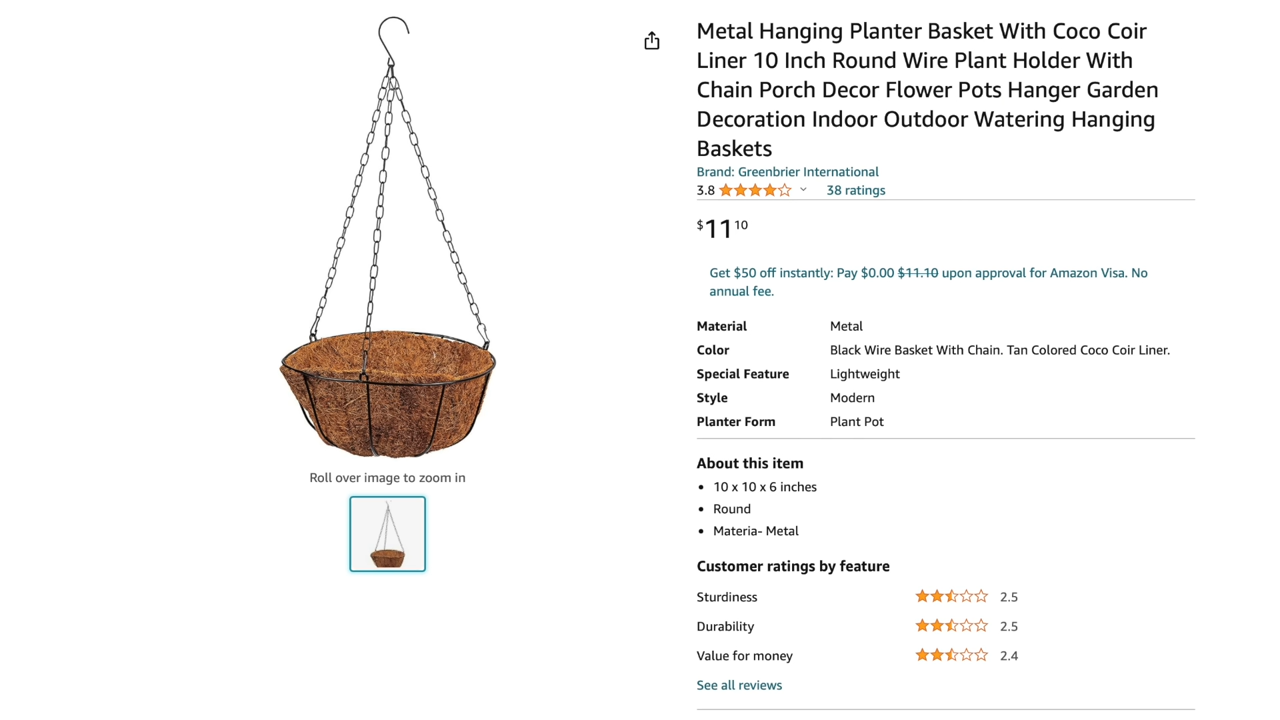 Metal Hanging Planter Basket With Coco Coir
Liner 10 Inch Round Wire Plant Holder With
Chain Porch Decor Flower Pots Hanger Garden
Decoration Indoor Outdoor Watering Hanging
Baskets
Brand: Greenbrier International
3.8 38 ratings
$11 10
Get $50 off instantly: Pay $0.00 $11.10 upon approval for Amazon Visa. No
annual fee.
Material Metal
Color Black Wire Basket With Chain. Tan Colored Coco Coir Liner.
Special Feature Lightweight
Style Modern
Planter Form Plant Pot
About this item
• 10 x 10 x 6 inches
• Round
• Materia- Metal
Customer ratings by feature
Sturdiness 2.5
Durability 2.5
Value for money 2.4
See all reviews
Roll over image to zoom in